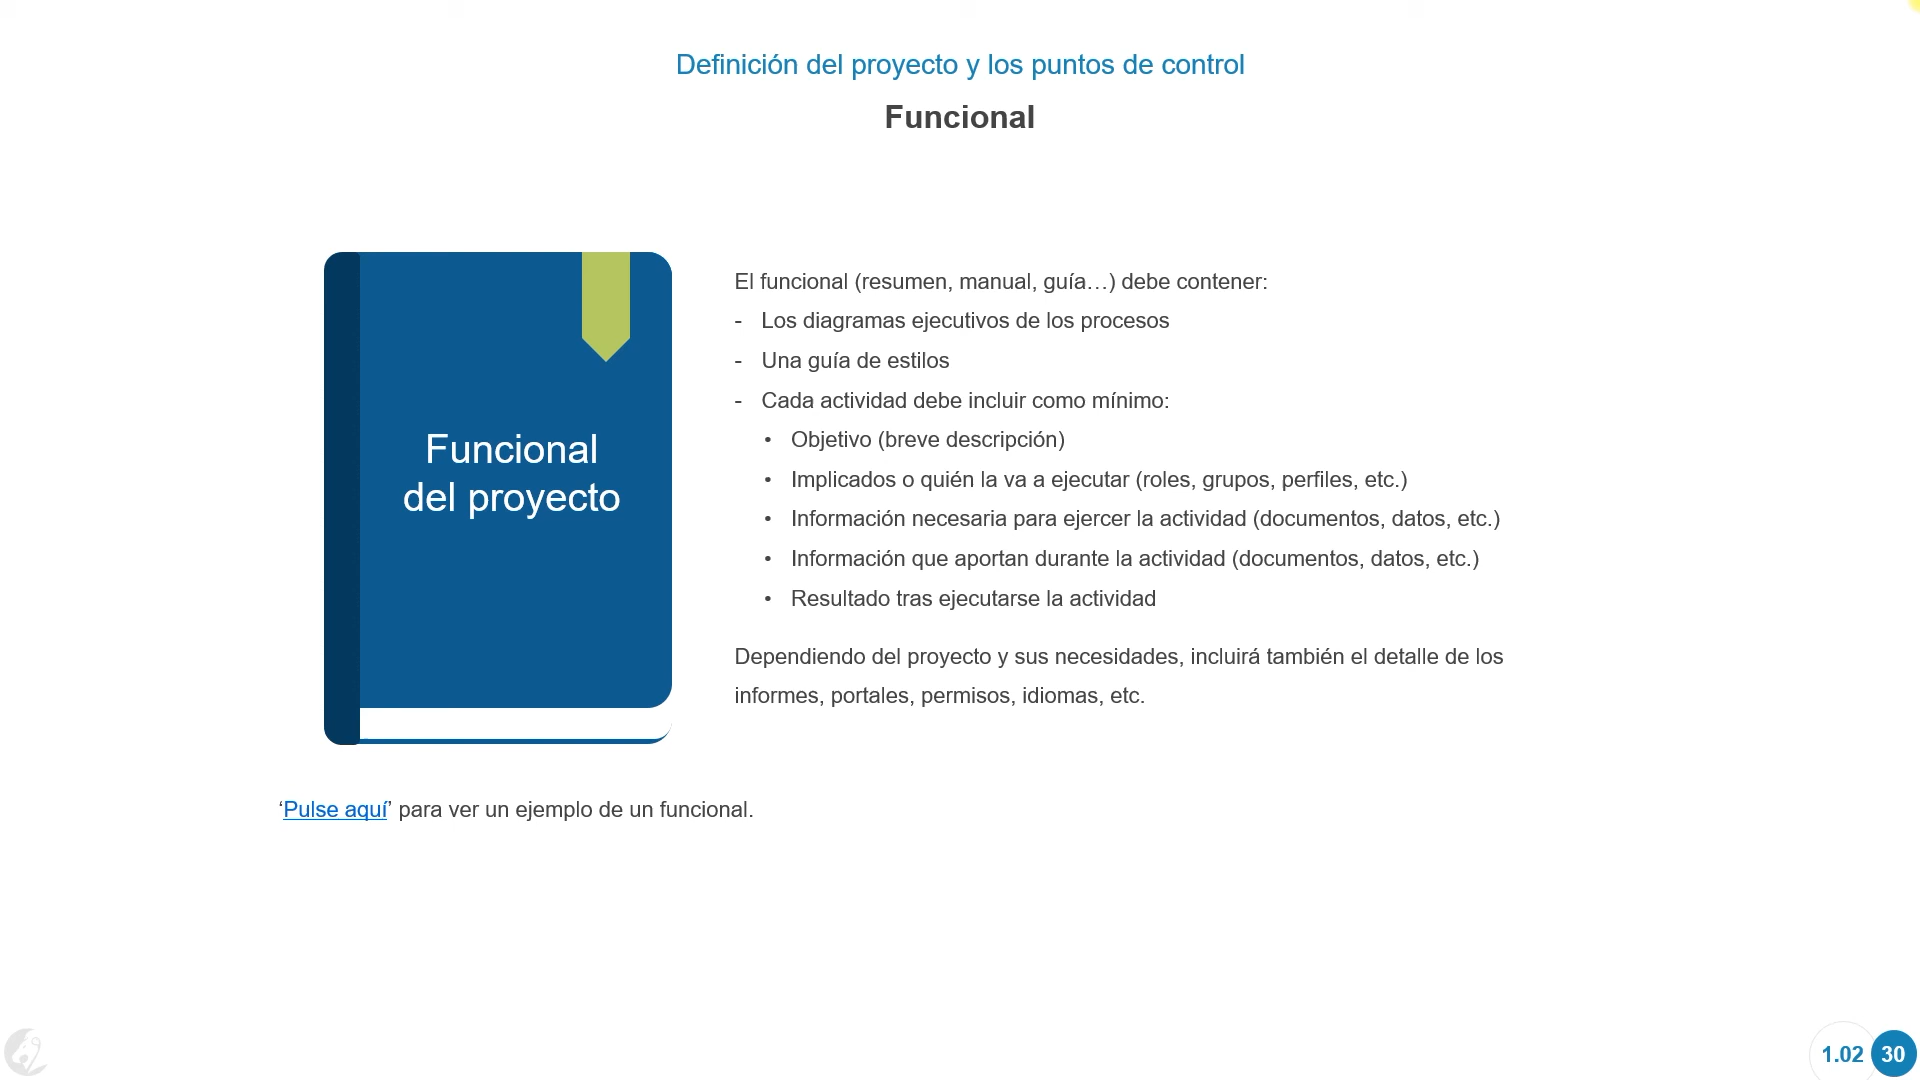 Definición del proyecto y los puntos de control
Funcional
Funcional
del proyecto
El funcional (resumen, manual, guía…) debe contener:
- Los diagramas ejecutivos de los procesos
- Una guía de estilos
- Cada actividad debe incluir como mínimo:
• Objetivo (breve descripción)
• Implicados o quién la va a ejecutar (roles, grupos, perfiles, etc.)
• Información necesaria para ejercer la actividad (documentos, datos, etc.)
• Información que aportan durante la actividad (documentos, datos, etc.)
• Resultado tras ejecutarse la actividad
Dependiendo del proyecto y sus necesidades, incluirá también el detalle de los
informes, portales, permisos, idiomas, etc.
‘Pulse aquí’ para ver un ejemplo de un funcional.
1.02 30